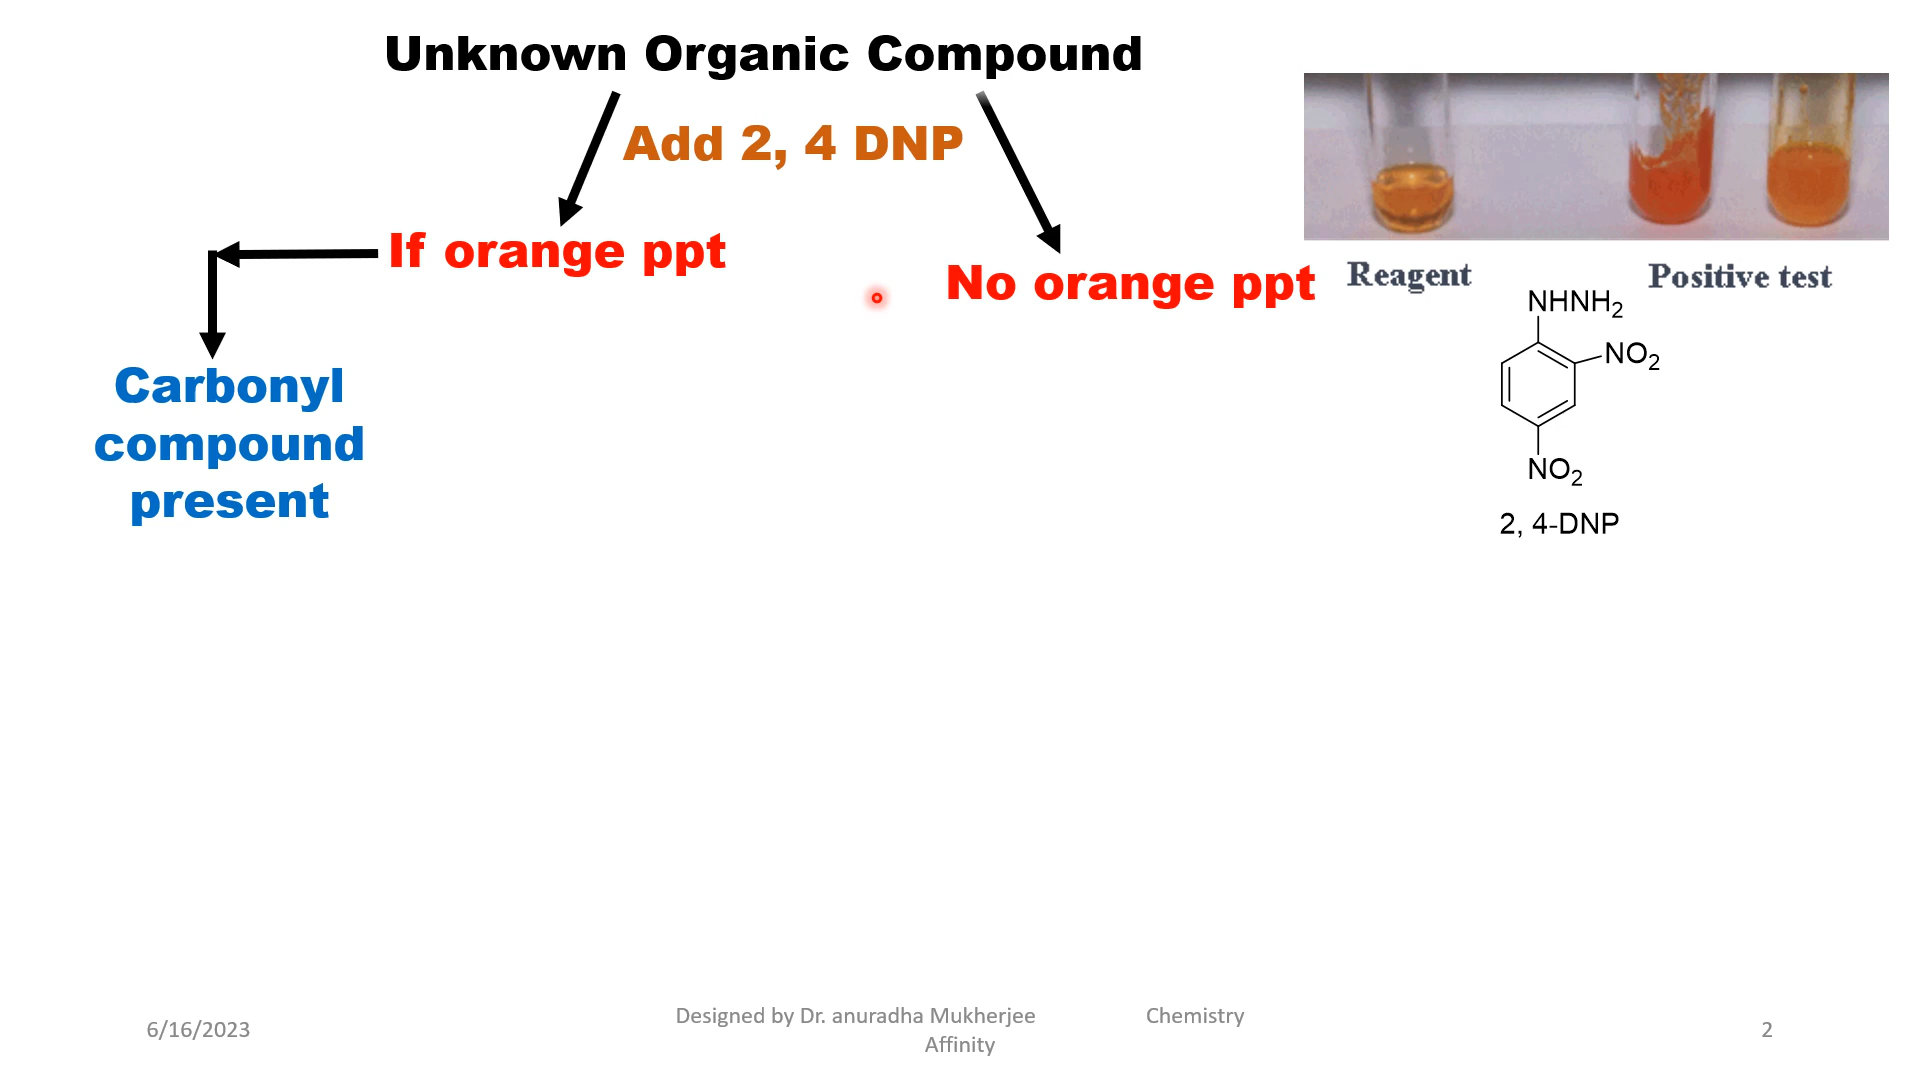 Unknown Organic Compound
Add 2, 4 DNP
If orange ppt
No orange ppt
Carbonyl
compound
present
Reagent
Positive test
NHNH₂
NO₂
NO₂
2, 4-DNP
6/16/2023
Designed by Dr. anuradha Mukherjee Chemistry
Affinity
2